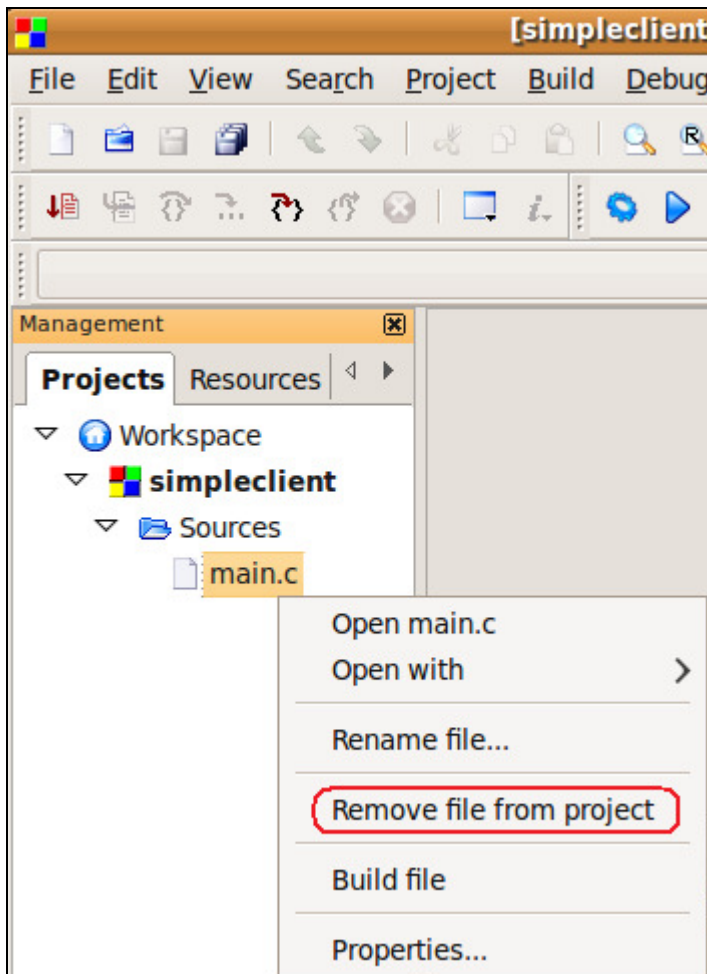 [simpleclient
File Edit View Search Project Build Debug
Management
Projects Resources
Workspace
simpleclient
Sources
main.c
Open main.c
Open with
Rename file...
Remove file from project
Build file
Properties...